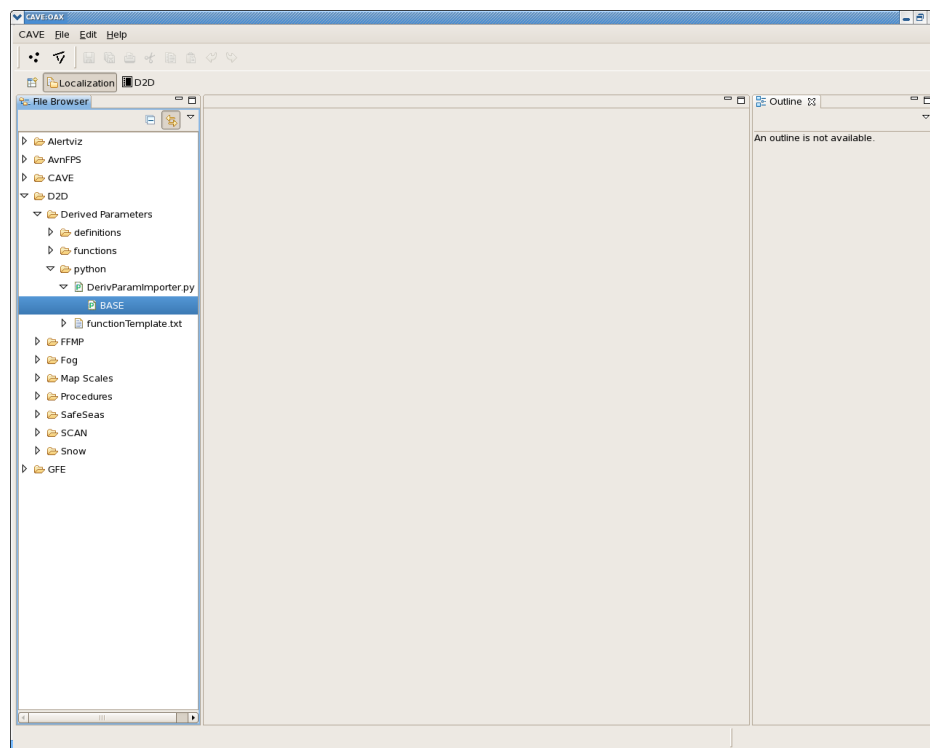 CAVE:OAX
CAVE File Edit Help
Localization D2D
File Browser
Outline
An outline is not available.
Alertviz
AvnFPS
CAVE
D2D
Derived Parameters
definitions
functions
python
DerivParamImporter.py
BASE
functionTemplate.txt
FFMP
Fog
Map Scales
Procedures
SafeSeas
SCAN
Snow
GFE